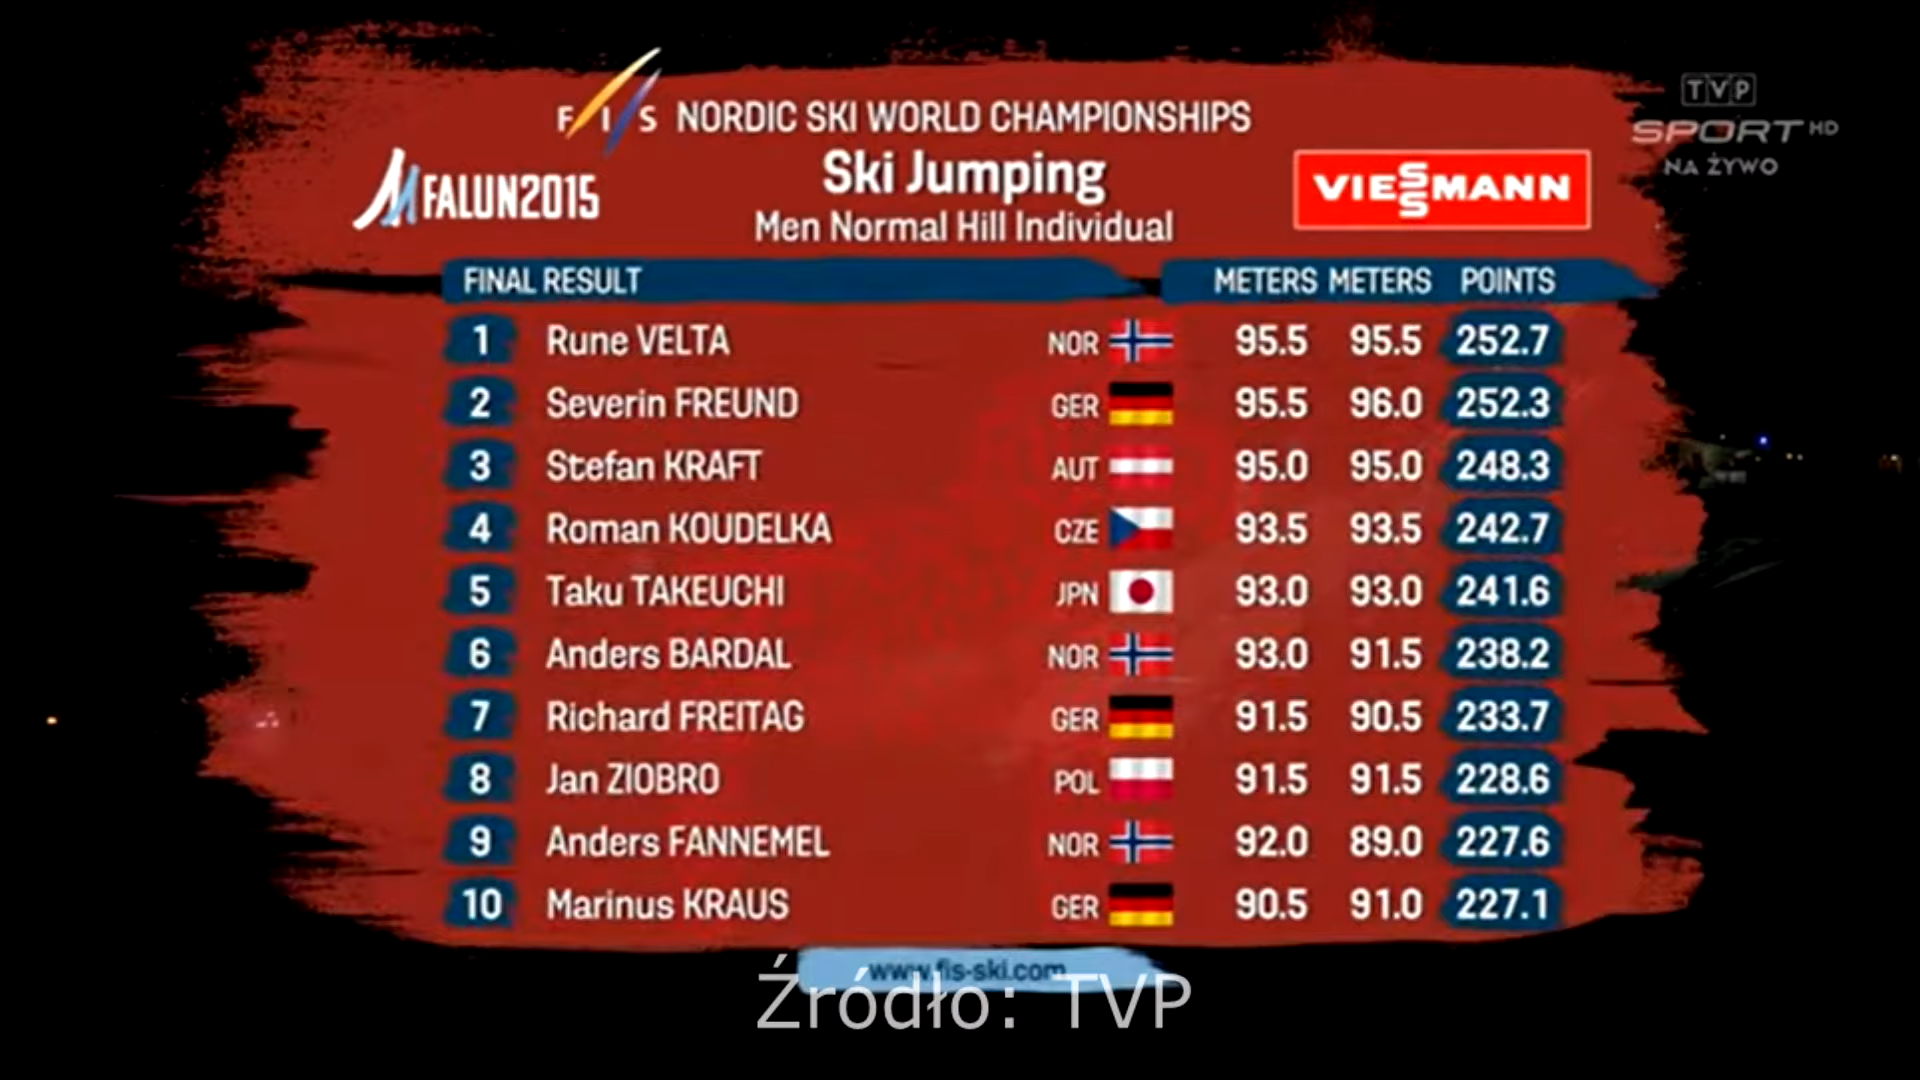 FIS NORDIC SKI WORLD CHAMPIONSHIPS
TVP
SPORT HD
NA ŻYWO
FALUN2015
Ski Jumping
Men Normal Hill Individual
VIESSMANN
FINAL RESULT METERS METERS POINTS
1 Rune VELTA NOR 95.5 95.5 252.7
2 Severin FREUND GER 95.5 96.0 252.3
3 Stefan KRAFT AUT 95.0 95.0 248.3
4 Roman KOUDELKA CZE 93.5 93.5 242.7
5 Taku TAKEUCHI JPN 93.0 93.0 241.6
6 Anders BARDAL NOR 93.0 91.5 238.2
7 Richard FREITAG GER 91.5 90.5 233.7
8 Jan ZIOBRO POL 91.5 91.5 228.6
9 Anders FANNEMEL NOR 92.0 89.0 227.6
10 Marinus KRAUS GER 90.5 91.0 227.1
www.fis-ski.com
Źródło: TVP